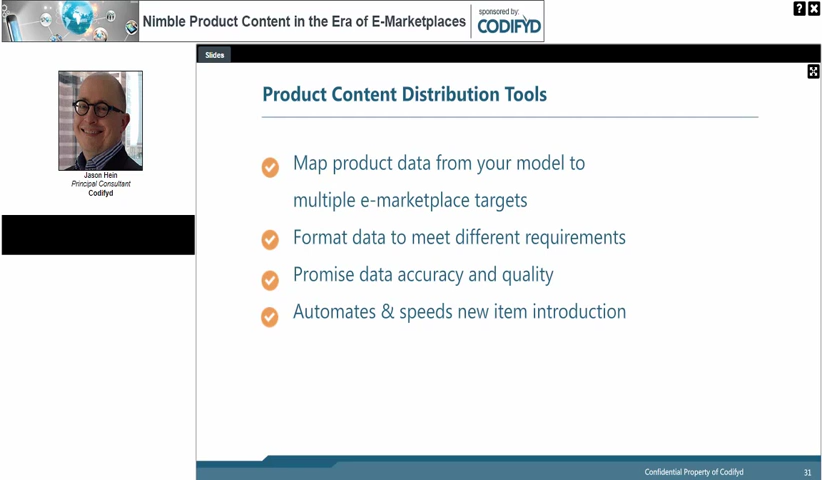 Nimble Product Content in the Era of E-Marketplaces
sponsored by:
CODIFYD
?
Slides
Jason Hein
Principal Consultant
Codifyd
Product Content Distribution Tools
Map product data from your model to
multiple e-marketplace targets
Format data to meet different requirements
Promise data accuracy and quality
Automates & speeds new item introduction
Confidential Property of Codifyd
31